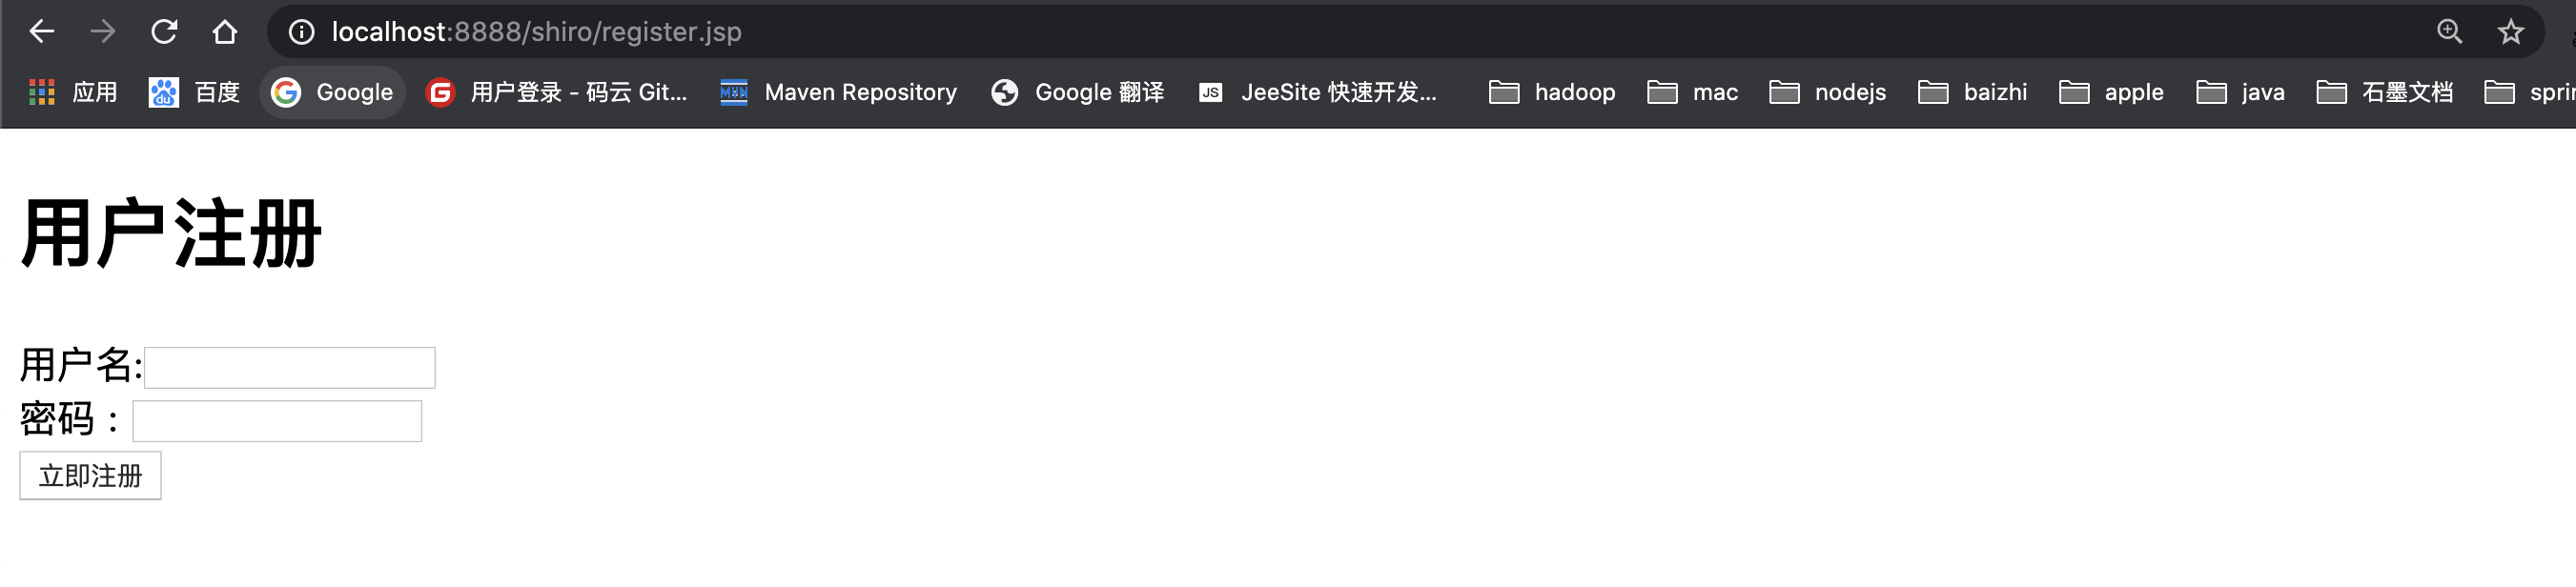 localhost:8888/shiro/register.jsp
应用 百度 Google 用户登录 - 码云 Git... Maven Repository Google 翻译 JS JeeSite 快速开发... hadoop mac nodejs baizhi apple java 石墨文档
用户注册
用户名:
密码：
立即注册